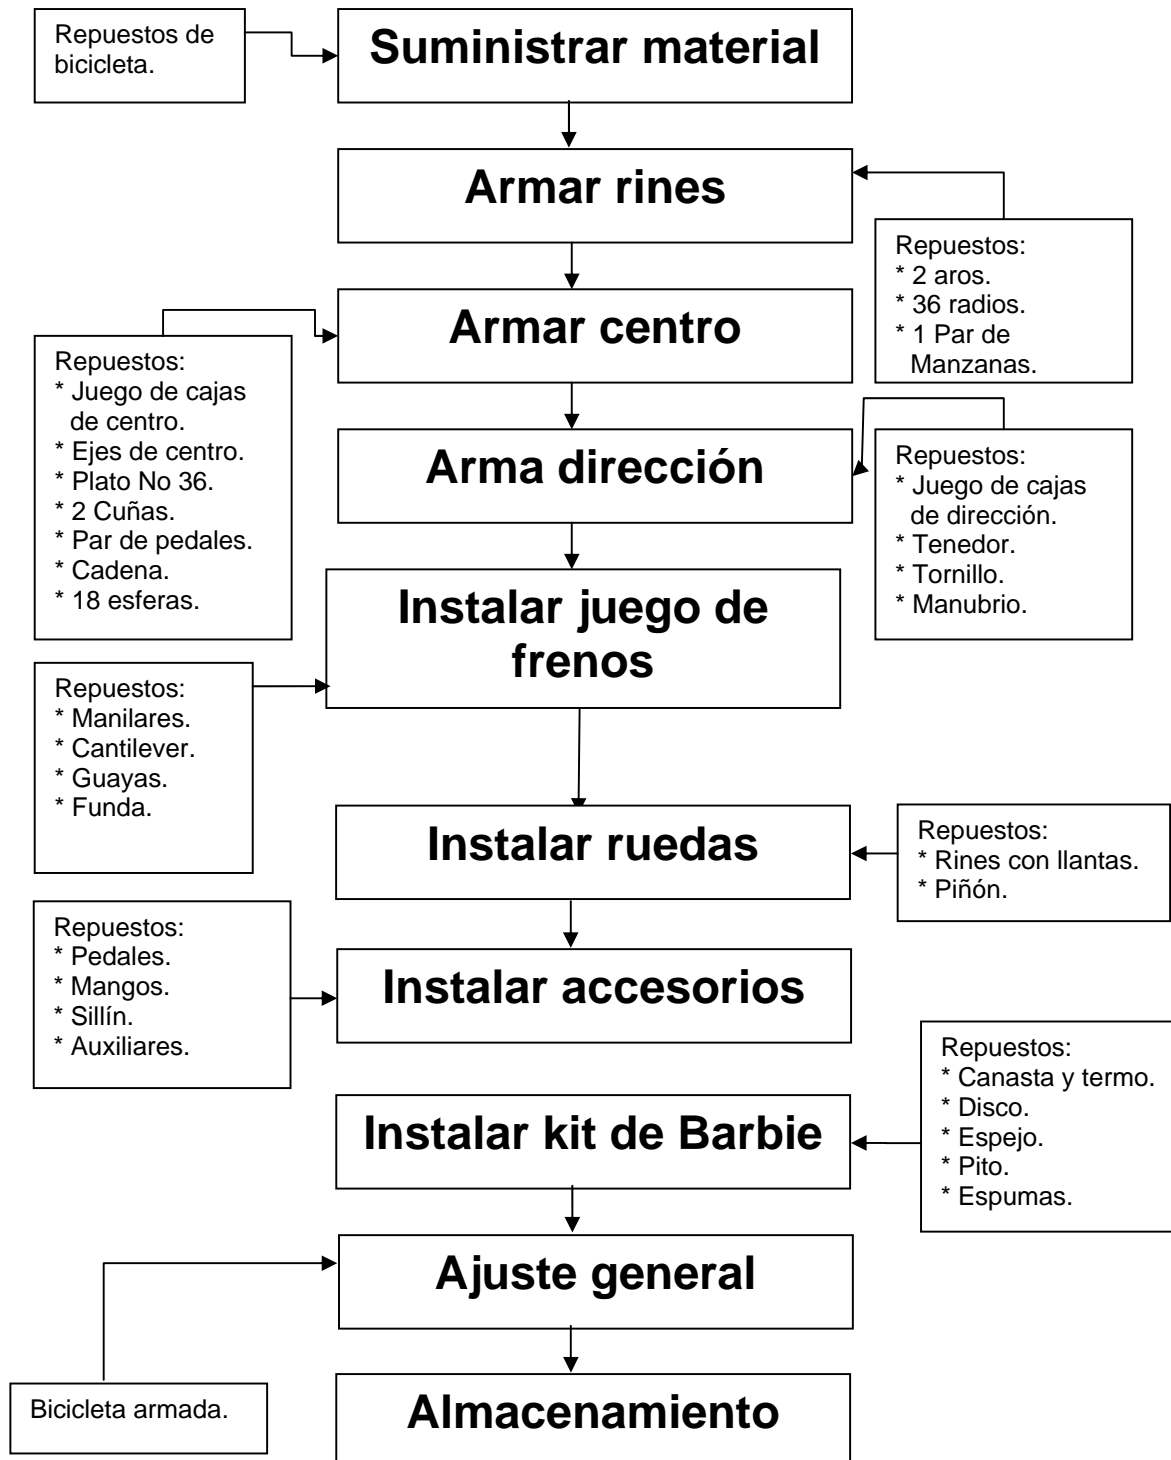 Repuestos de
bicicleta.
Suministrar material
Armar rines
Repuestos:
* 2 aros.
* 36 radios.
* 1 Par de
Manzanas.
Armar centro
Repuestos:
* Juego de cajas
de centro.
* Ejes de centro.
* Plato No 36.
* 2 Cuñas.
* Par de pedales.
* Cadena.
* 18 esferas.
Arma dirección
Repuestos:
* Juego de cajas
de dirección.
* Tenedor.
* Tornillo.
* Manubrio.
Instalar juego de
frenos
Repuestos:
* Manilares.
* Cantilever.
* Guayas.
* Funda.
Instalar ruedas
Repuestos:
* Rines con llantas.
* Piñón.
Repuestos:
* Pedales.
* Mangos.
* Sillín.
* Auxiliares.
Instalar accesorios
Repuestos:
* Canasta y termo.
* Disco.
* Espejo.
* Pito.
* Espumas.
Instalar kit de Barbie
Ajuste general
Bicicleta armada.
Almacenamiento